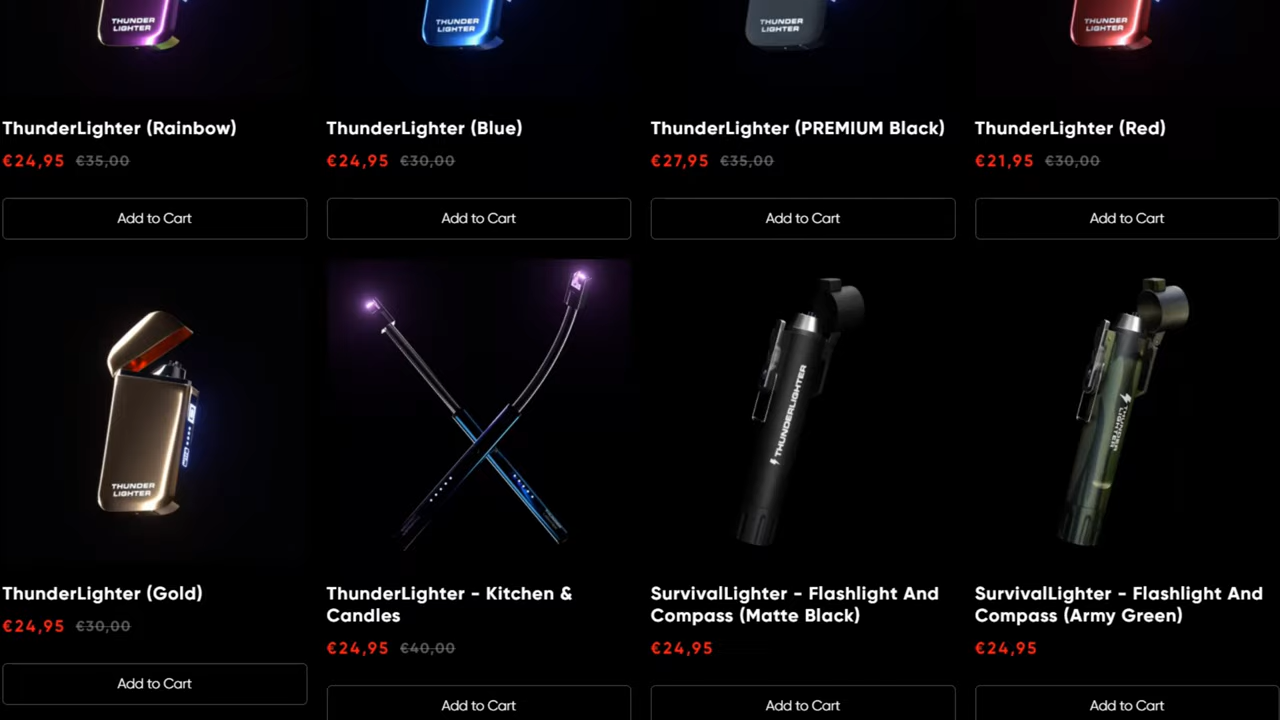 THUNDER
LIGHTER
THUNDER
LIGHTER
THUNDER
LIGHTER
THUNDER
LIGHTER
ThunderLighter (Rainbow)
€24,95 €35,00
Add to Cart
ThunderLighter (Blue)
€24,95 €30,00
Add to Cart
ThunderLighter (PREMIUM Black)
€27,95 €35,00
Add to Cart
ThunderLighter (Red)
€21,95 €30,00
Add to Cart
THUNDER
LIGHTER
ThunderLighter (Gold)
€24,95 €30,00
Add to Cart
ThunderLighter - Kitchen &
Candles
€24,95 €40,00
Add to Cart
THUNDERLIGHTER
SurvivalLighter - Flashlight And
Compass (Matte Black)
€24,95
Add to Cart
SurvivalLighter - Flashlight And
Compass (Army Green)
€24,95
Add to Cart